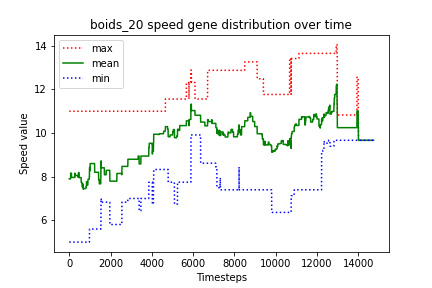 boids_20 speed gene distribution over time
max
mean
min
Speed value
14
12
10
8
6
0
2000
4000
6000
8000
10000
12000
14000
Timesteps